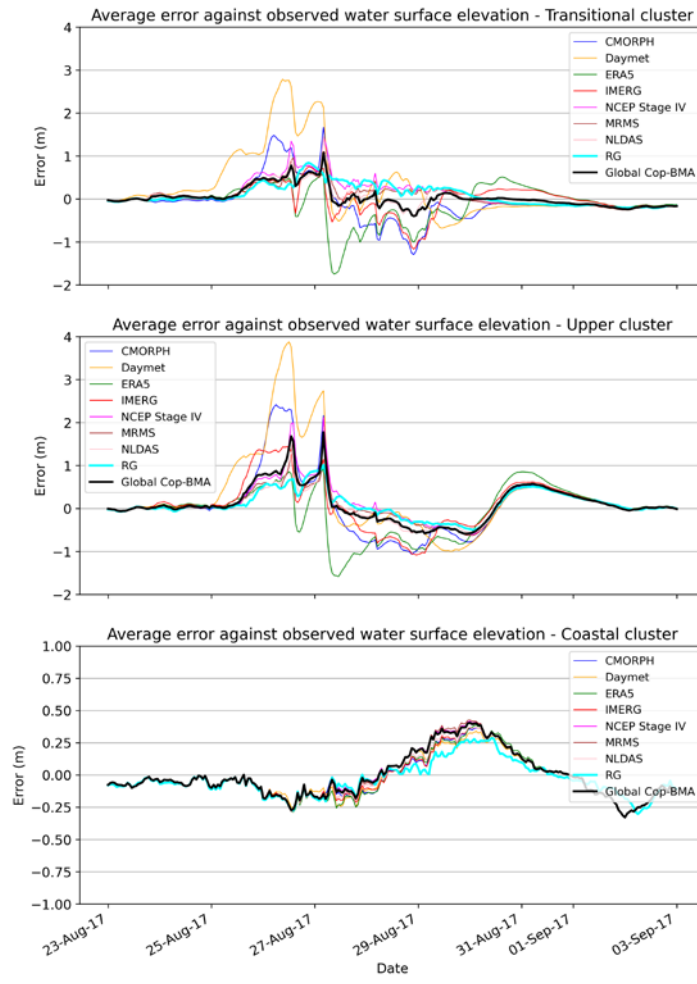 Average error against observed water surface elevation - Transitional cluster
4
3
2
1
0
−1
−2
Error (m)
CMORPH
Daymet
ERA5
IMERG
NCEP Stage IV
MRMS
NLDAS
RG
Global Cop-BMA
Average error against observed water surface elevation - Upper cluster
4
3
2
1
0
−1
−2
Error (m)
CMORPH
Daymet
ERA5
IMERG
NCEP Stage IV
MRMS
NLDAS
RG
Global Cop-BMA
Average error against observed water surface elevation - Coastal cluster
1.00
0.75
0.50
0.25
0.00
−0.25
−0.50
−0.75
−1.00
Error (m)
CMORPH
Daymet
ERA5
IMERG
NCEP Stage IV
MRMS
NLDAS
RG
Global Cop-BMA
23-Aug-17
25-Aug-17
27-Aug-17
29-Aug-17
31-Aug-17
01-Sep-17
03-Sep-17
Date